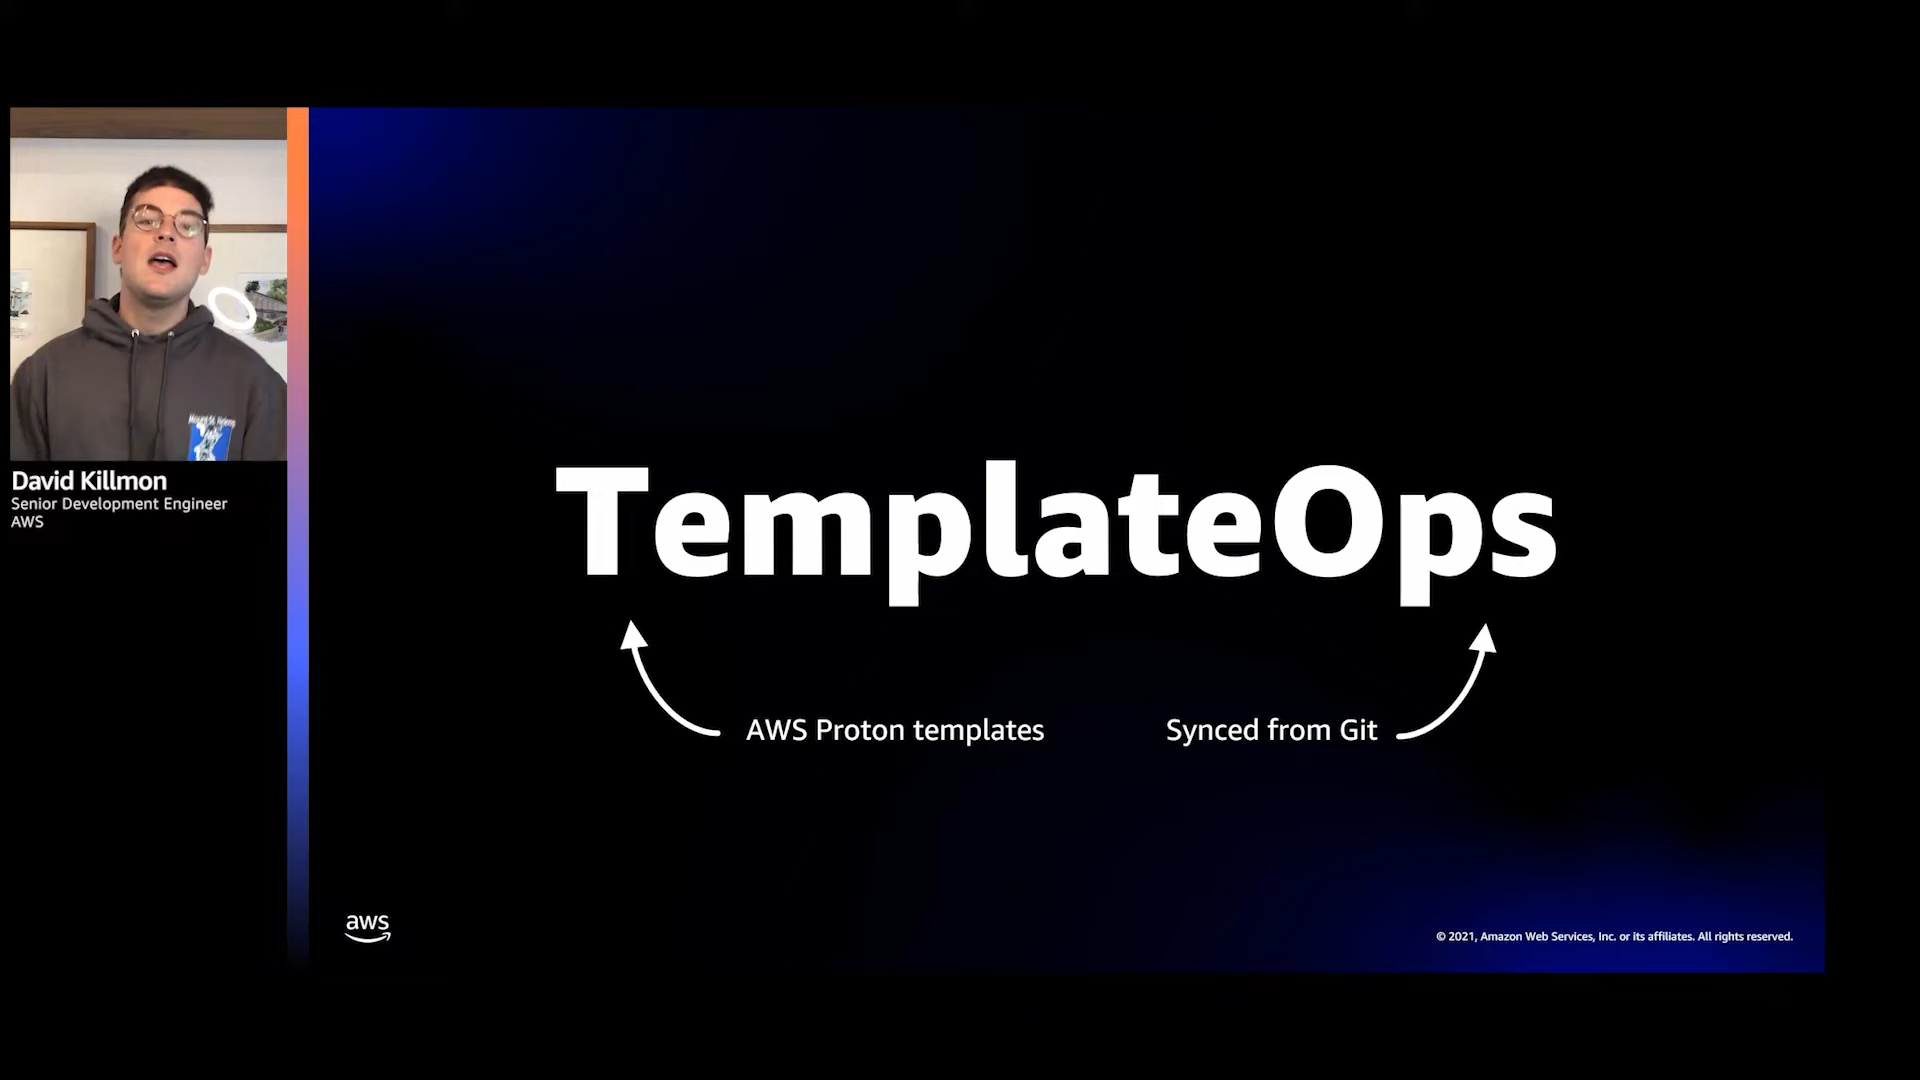 David Killmon
Senior Development Engineer
AWS
TemplateOps
AWS Proton templates
Synced from Git
aws
© 2021, Amazon Web Services, Inc. or its affiliates. All rights reserved.